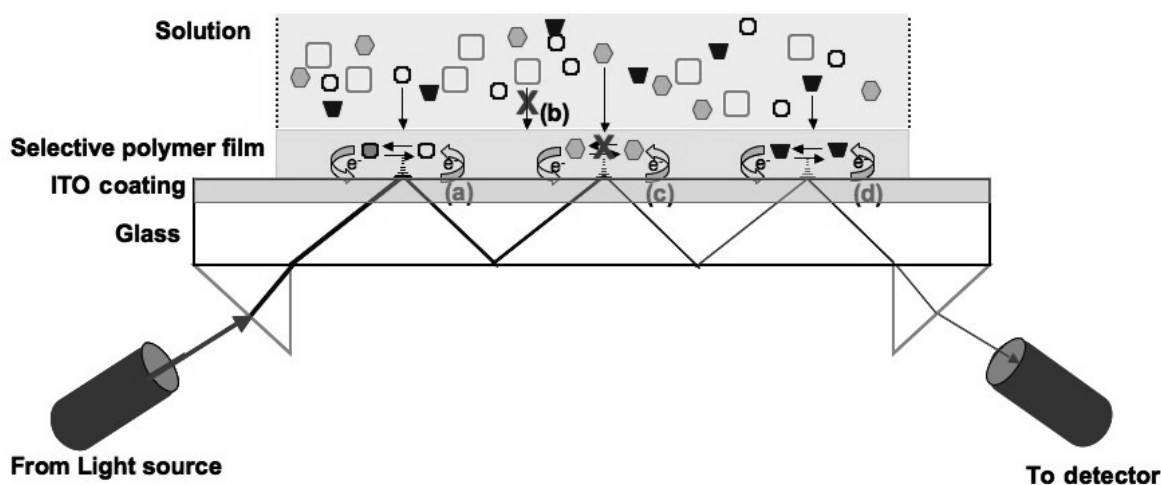 Solution
X (b)
Selective polymer film
X
e- e- e- e- e- e-
ITO coating
(a) (c) (d)
Glass
From Light source
To detector